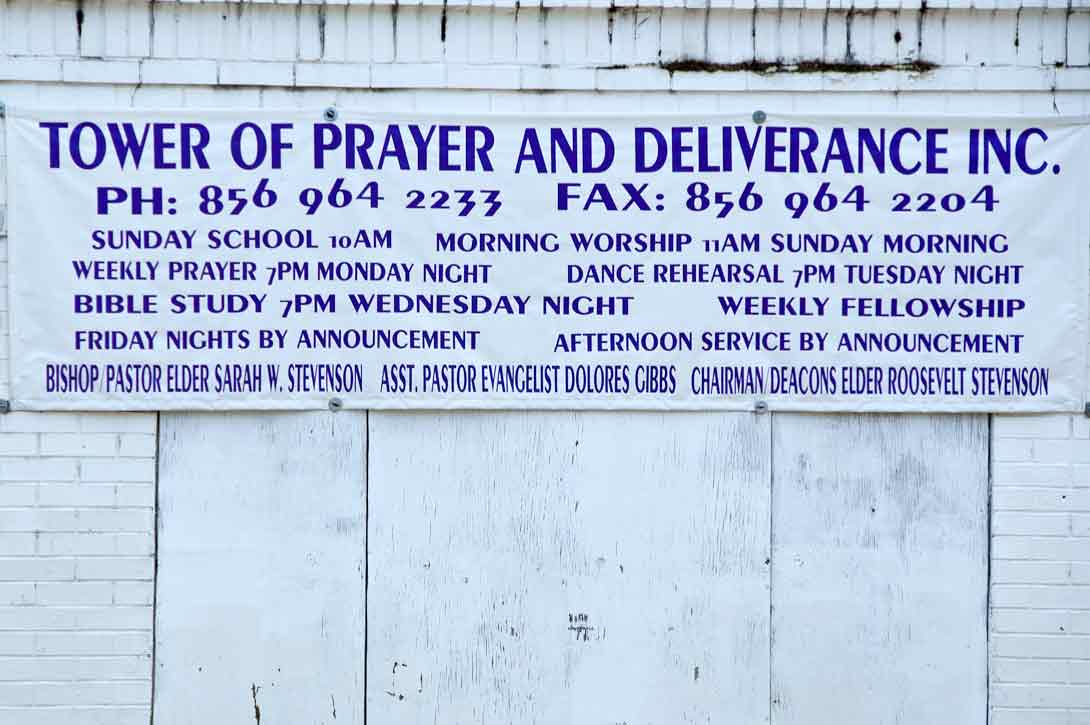 TOWER OF PRAYER AND DELIVERANCE INC.
PH: 856 964 2233 FAX: 856 964 2204
SUNDAY SCHOOL 10AM MORNING WORSHIP 11AM SUNDAY MORNING
WEEKLY PRAYER 7PM MONDAY NIGHT DANCE REHEARSAL 7PM TUESDAY NIGHT
BIBLE STUDY 7PM WEDNESDAY NIGHT WEEKLY FELLOWSHIP
FRIDAY NIGHTS BY ANNOUNCEMENT AFTERNOON SERVICE BY ANNOUNCEMENT
BISHOP/PASTOR ELDER SARAH W. STEVENSON ASST. PASTOR EVANGELIST DOLORES GIBBS CHAIRMAN/DEACONS ELDER ROOSEVELT STEVENSON